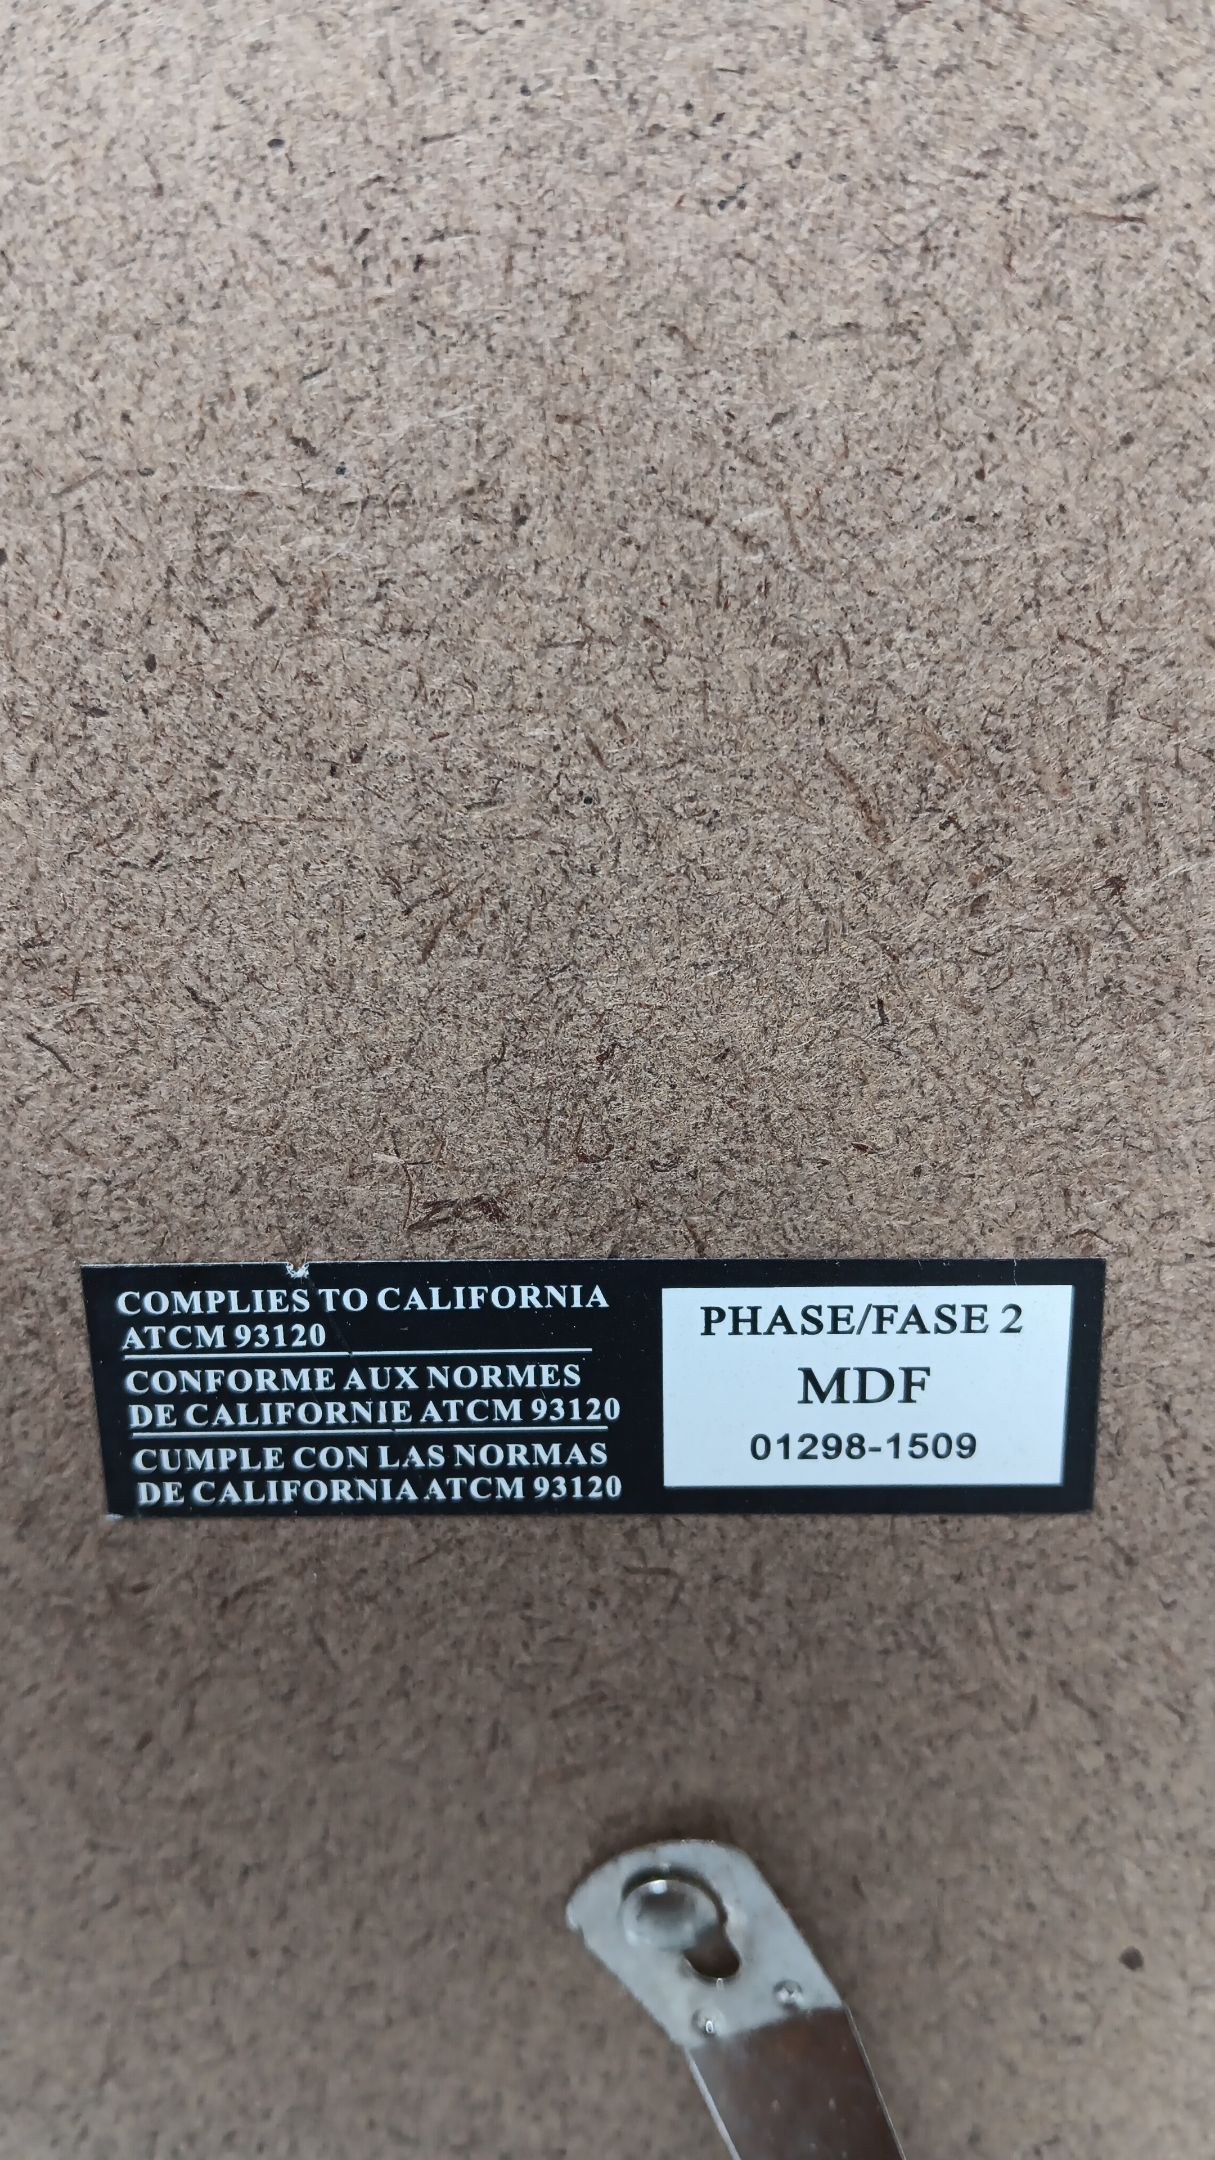 COMPLIES TO CALIFORNIA
ATCM 93120
CONFORME AUX NORMES
DE CALIFORNIE ATCM 93120
CUMPLE CON LAS NORMAS
DE CALIFORNIA ATCM 93120
PHASE/FASE 2
MDF
01298-1509